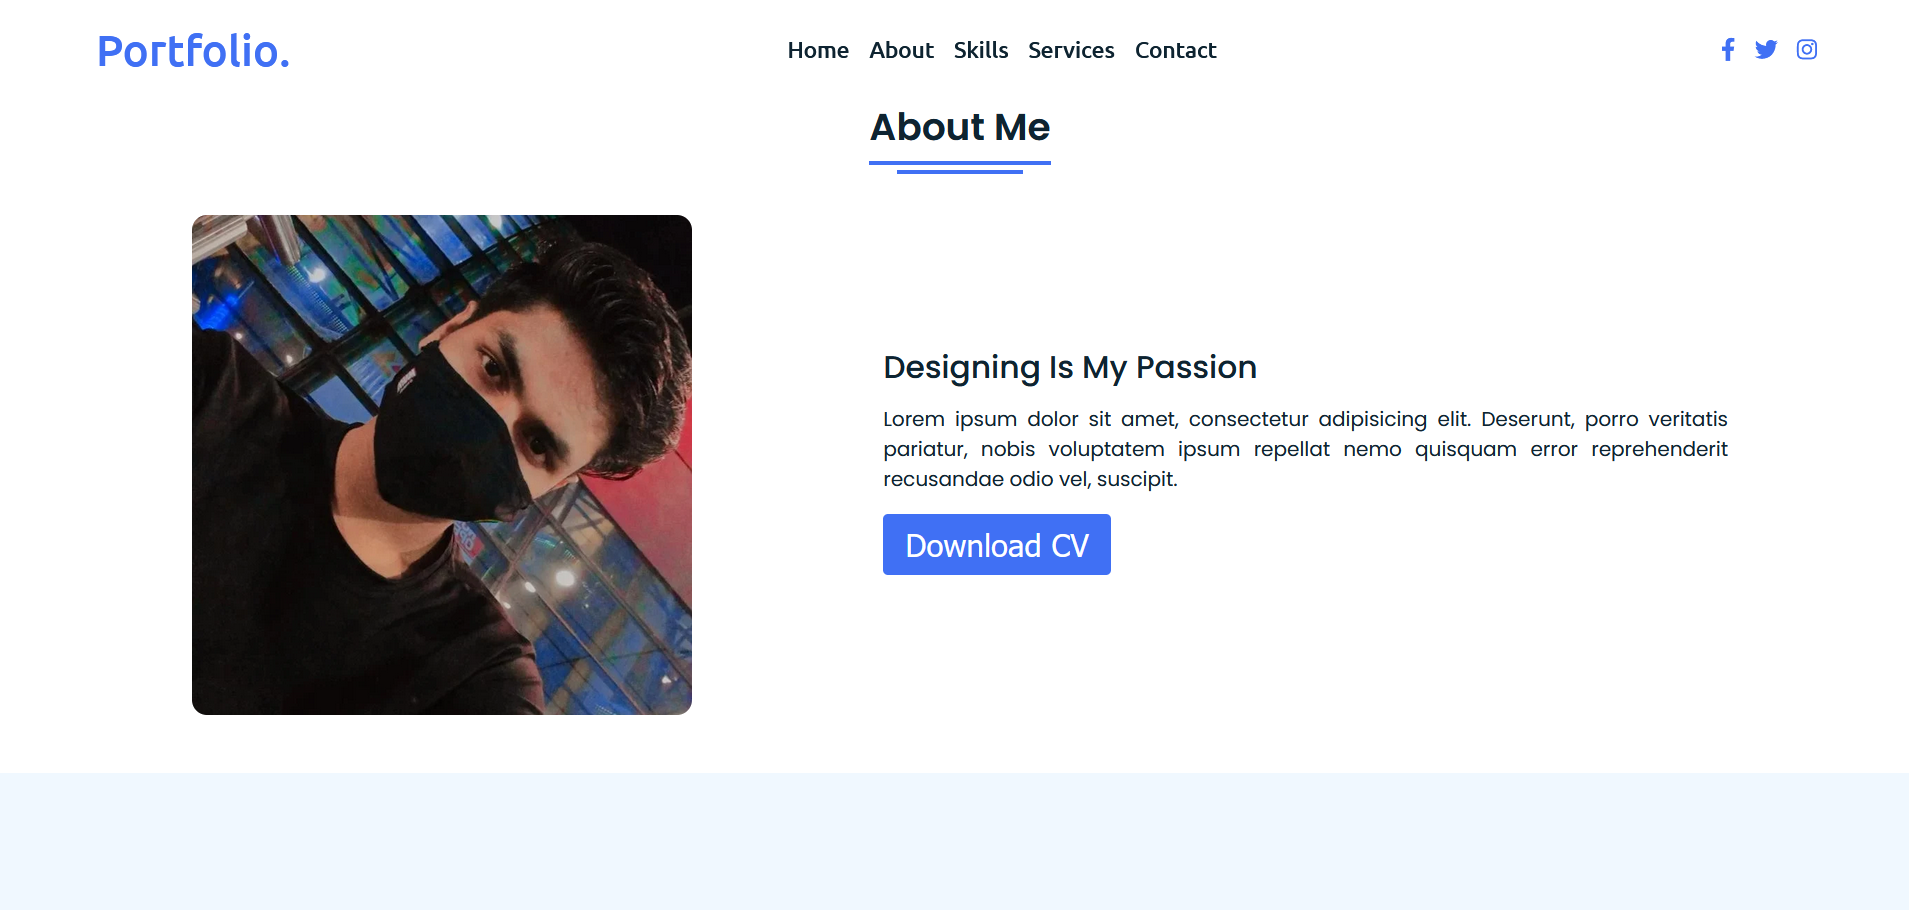 Portfolio.
Home About Skills Services Contact
About Me
Designing Is My Passion
Lorem ipsum dolor sit amet, consectetur adipisicing elit. Deserunt, porro veritatis
pariatur, nobis voluptatem ipsum repellat nemo quisquam error reprehenderit
recusandae odio vel, suscipit.
Download CV